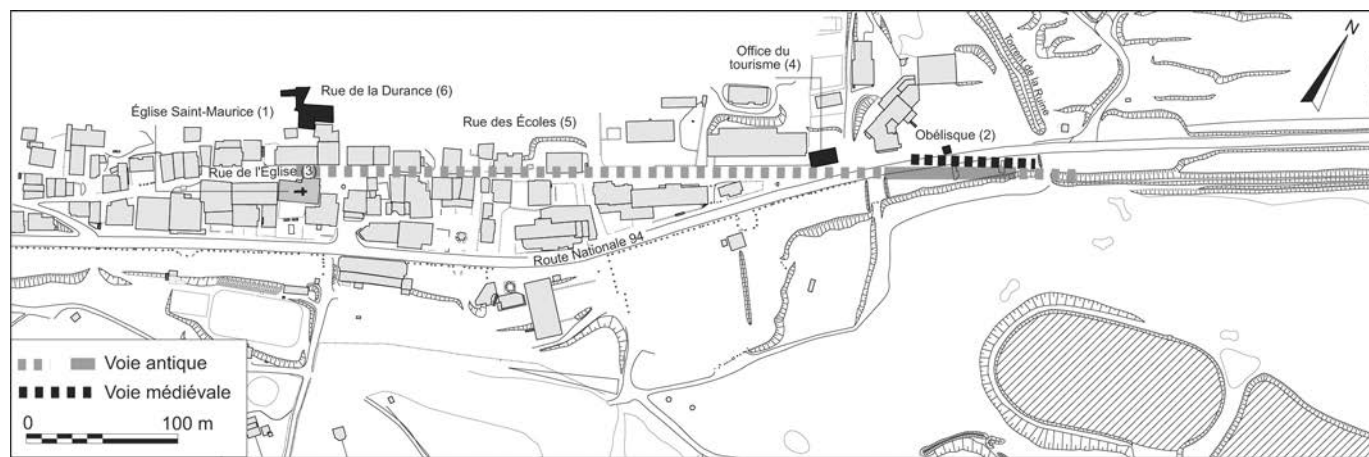 N
Office du
tourisme (4)
Torrent de la Ruine
Rue de la Durance (6)
Église Saint-Maurice (1)
Rue des Écoles (5)
Obélisque (2)
Rue de l'Église (3)
Route Nationale 94
Voie antique
Voie médiévale
0 100 m